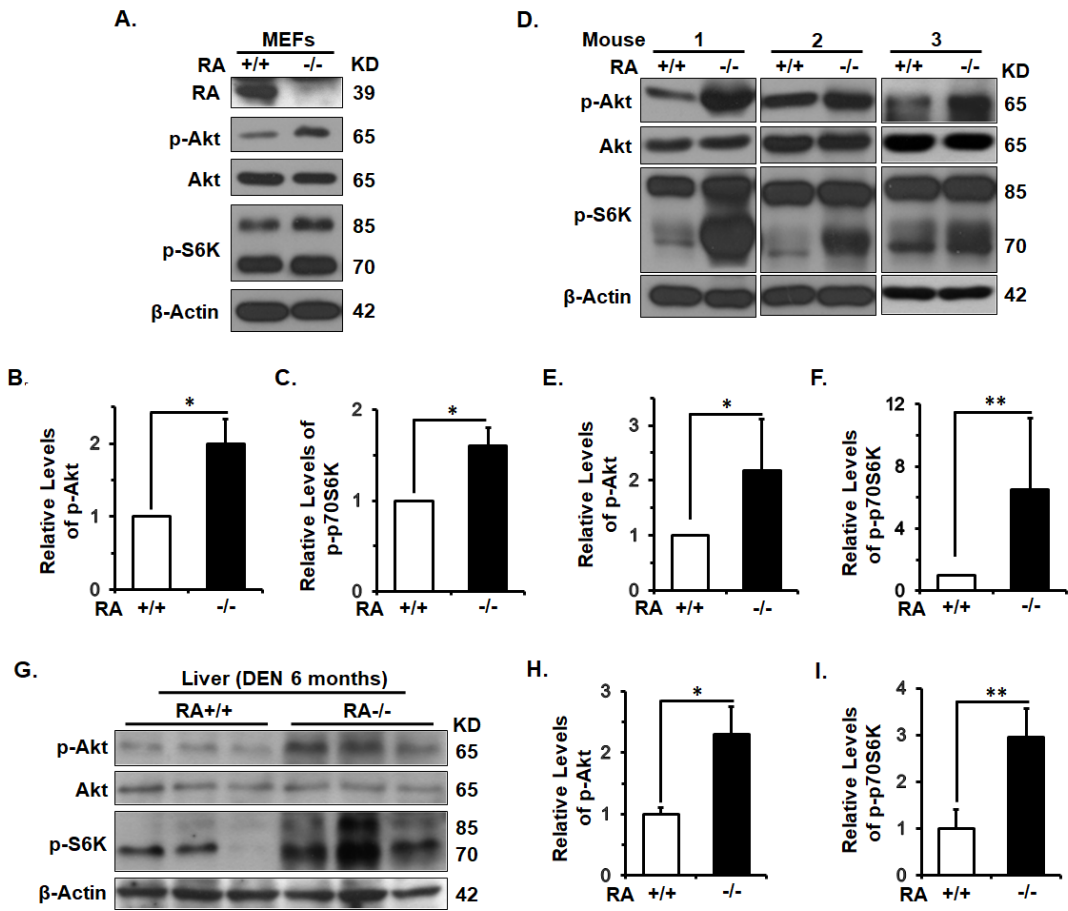 A.
MEFs
RA +/+ -/- KD
RA 39
p-Akt 65
Akt 65
p-S6K 85
70
β-Actin 42
D.
Mouse 1 2 3
RA +/+ -/- +/+ -/- +/+ -/- KD
p-Akt 65
Akt 65
p-S6K 85
70
β-Actin 42
B.
Relative Levels
of p-Akt
2
1
0
*
RA +/+ -/-
C.
Relative Levels of
p-p70S6K
2
1
0
*
RA +/+ -/-
E.
Relative Levels
of p-Akt
3
2
1
0
*
RA +/+ -/-
F.
Relative Levels
of p-p70S6K
12
8
4
0
**
RA +/+ -/-
G.
Liver (DEN 6 months)
RA+/+ RA-/- KD
p-Akt 65
Akt 65
p-S6K 85
70
β-Actin 42
H.
Relative Levels
of p-Akt
3
2
1
0
*
RA +/+ -/-
I.
Relative Levels
of p-p70S6K
4
3
2
1
0
**
RA +/+ -/-